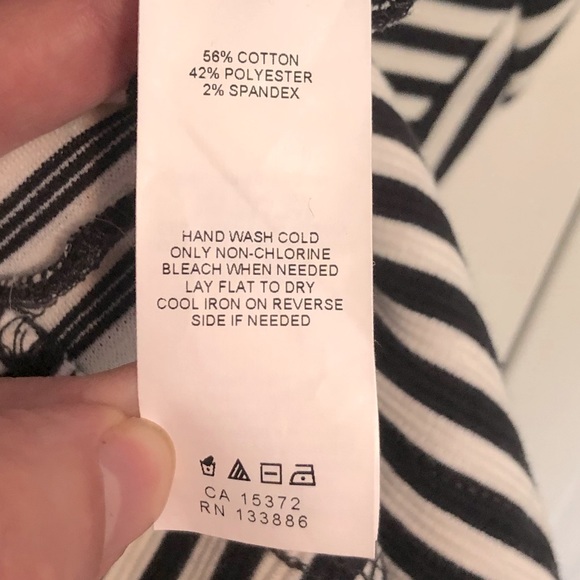 56% COTTON
42% POLYESTER
2% SPANDEX
HAND WASH COLD
ONLY NON-CHLORINE
BLEACH WHEN NEEDED
LAY FLAT TO DRY
COOL IRON ON REVERSE
SIDE IF NEEDED
CA 15372
RN 133886